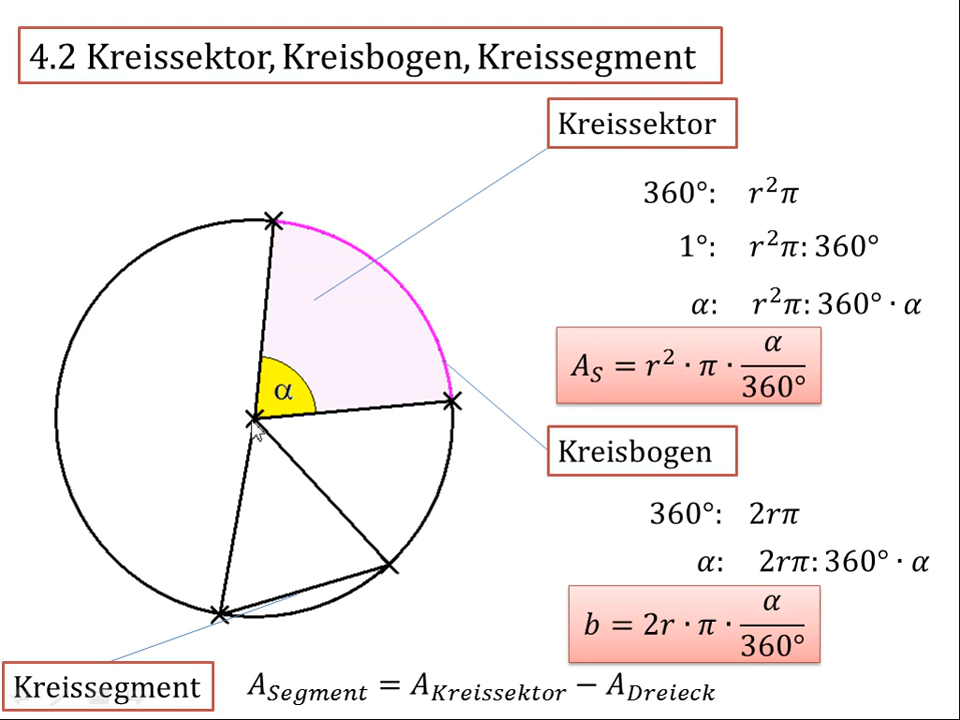 4.2 Kreissektor, Kreisbogen, Kreissegment
Kreissektor
360°: r²π
1°: r²π: 360°
α: r²π: 360° · α
A_S = r² · π · α/360°
α
Kreisbogen
360°: 2rπ
α: 2rπ: 360° · α
b = 2r · π · α/360°
Kreissegment
A_Segment = A_Kreissektor − A_Dreieck